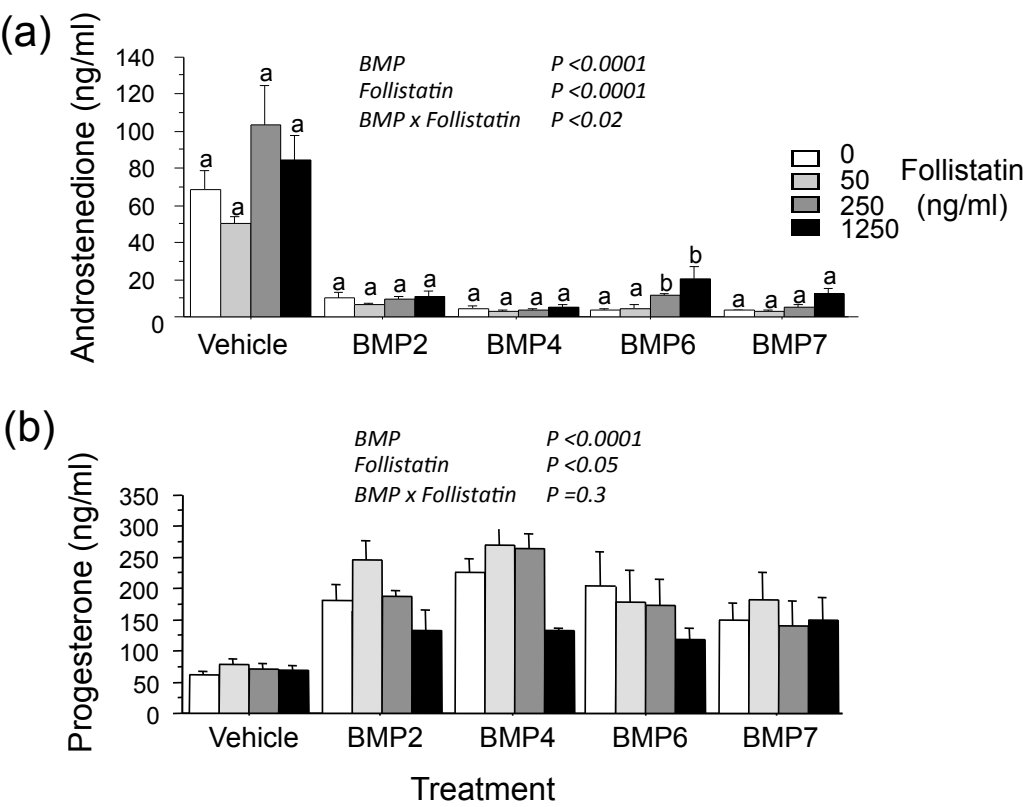 (a)
Androstenedione (ng/ml)
140
120
100
80
60
40
20
0
BMP P <0.0001
Follistatin P <0.0001
BMP x Follistatin P <0.02
a a a a
a a a a
a a a a
a a b b
a a a a
Vehicle BMP2 BMP4 BMP6 BMP7
0
50
250
1250
Follistatin
(ng/ml)
(b)
Progesterone (ng/ml)
350
300
250
200
150
100
50
0
BMP P <0.0001
Follistatin P <0.05
BMP x Follistatin P =0.3
Vehicle BMP2 BMP4 BMP6 BMP7
Treatment